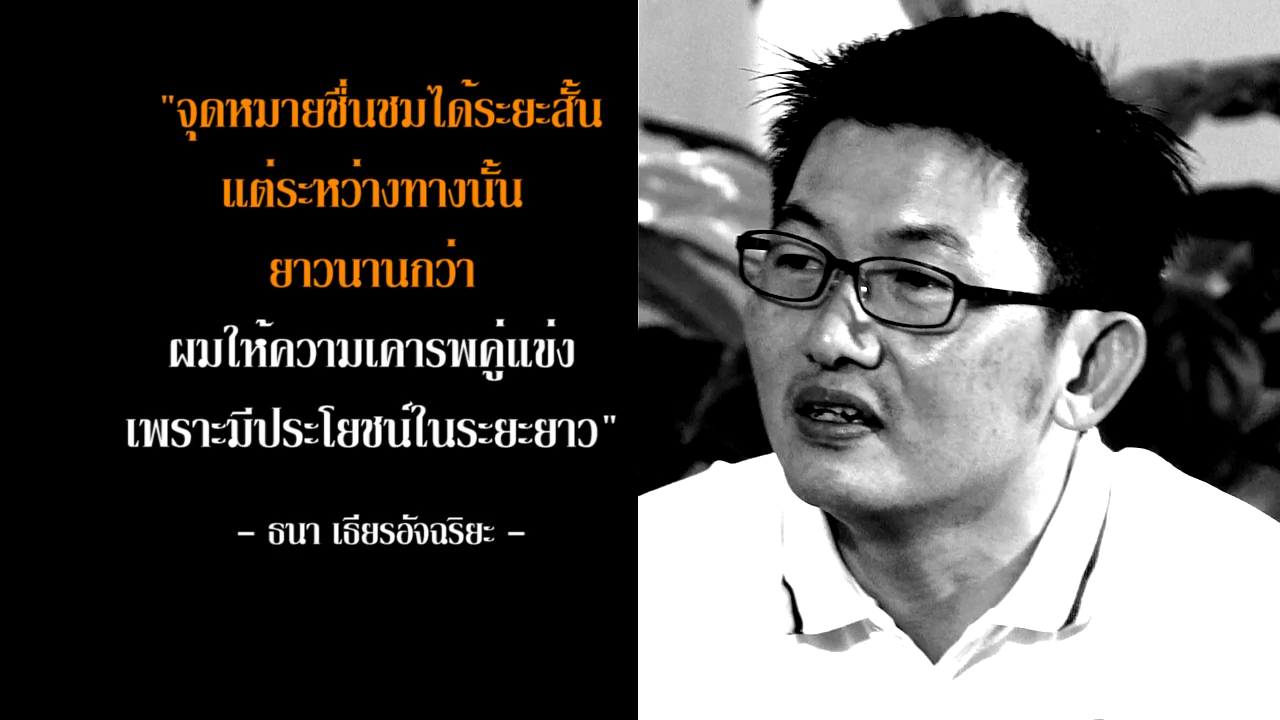 "จุดหมายชื่นชมได้ระยะสั้น
แต่ระหว่างทางนั้น
ยาวนานกว่า
ผมให้ความเคารพคู่แข่ง
เพราะมีประโยชน์ในระยะยาว"
– ธนา เธียรอัจฉริยะ –